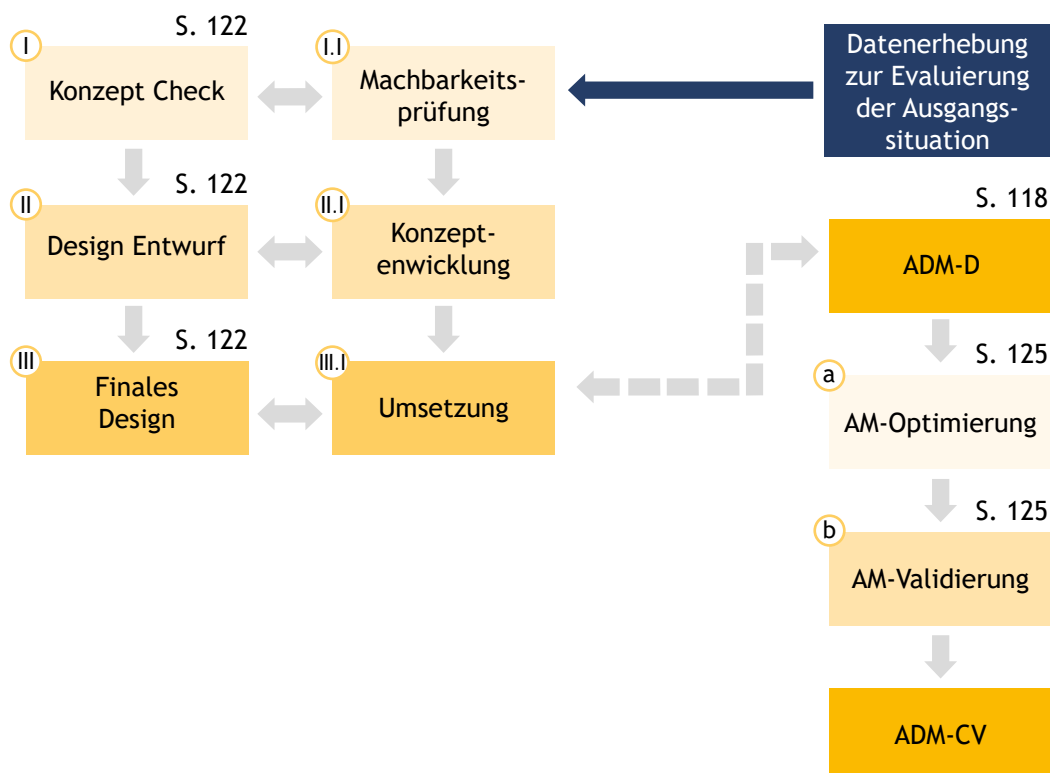 S. 122
I
Konzept Check
I.I
Machbarkeits-
prüfung
Datenerhebung
zur Evaluierung
der Ausgangs-
situation
S. 122
II
Design Entwurf
II.I
Konzept-
enwicklung
S. 118
ADM-D
S. 122
III
Finales
Design
III.I
Umsetzung
S. 125
a
AM-Optimierung
S. 125
b
AM-Validierung
ADM-CV